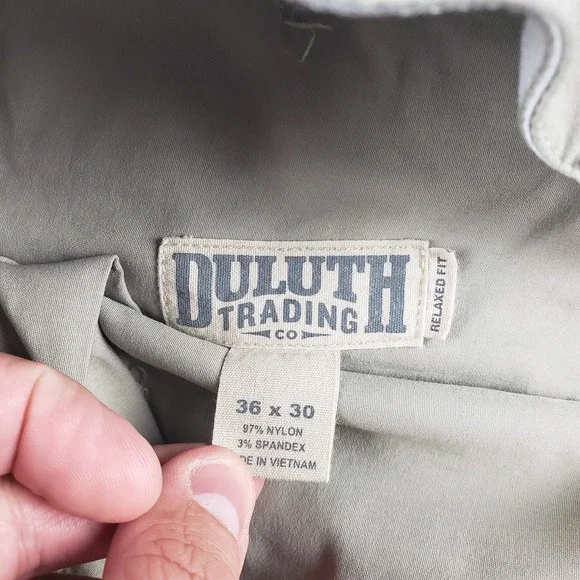 DULUTH
TRADING
CO
RELAXED FIT
36 x 30
97% NYLON
3% SPANDEX
DE IN VIETNAM